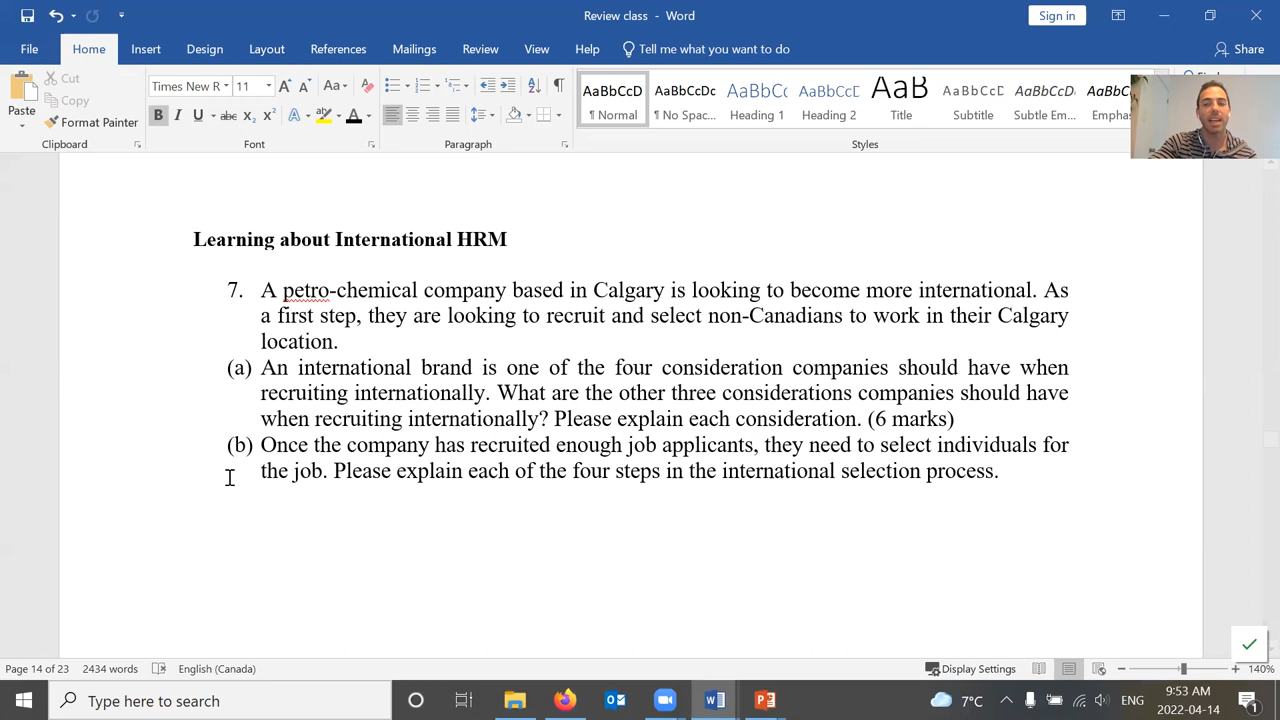 Review class - Word
Sign in
File Home Insert Design Layout References Mailings Review View Help Tell me what you want to do Share
Paste
Cut
Copy
Format Painter
Times New R 11 Aa
B I U abc X₂ X² A A
AaBbCcD AaBbCcDc AaBbCc AaBbCcD AaB AaBbCcD AaBbCcD
¶ Normal ¶ No Spac... Heading 1 Heading 2 Title Subtitle Subtle Em...
Clipboard Font Paragraph Styles
Learning about International HRM
7. A petro-chemical company based in Calgary is looking to become more international. As
a first step, they are looking to recruit and select non-Canadians to work in their Calgary
location.
(a) An international brand is one of the four consideration companies should have when
recruiting internationally. What are the other three considerations companies should have
when recruiting internationally? Please explain each consideration. (6 marks)
(b) Once the company has recruited enough job applicants, they need to select individuals for
the job. Please explain each of the four steps in the international selection process.
Page 14 of 23 2434 words English (Canada) Display Settings 140%
Type here to search
7°C ENG
9:53 AM
2022-04-14
1